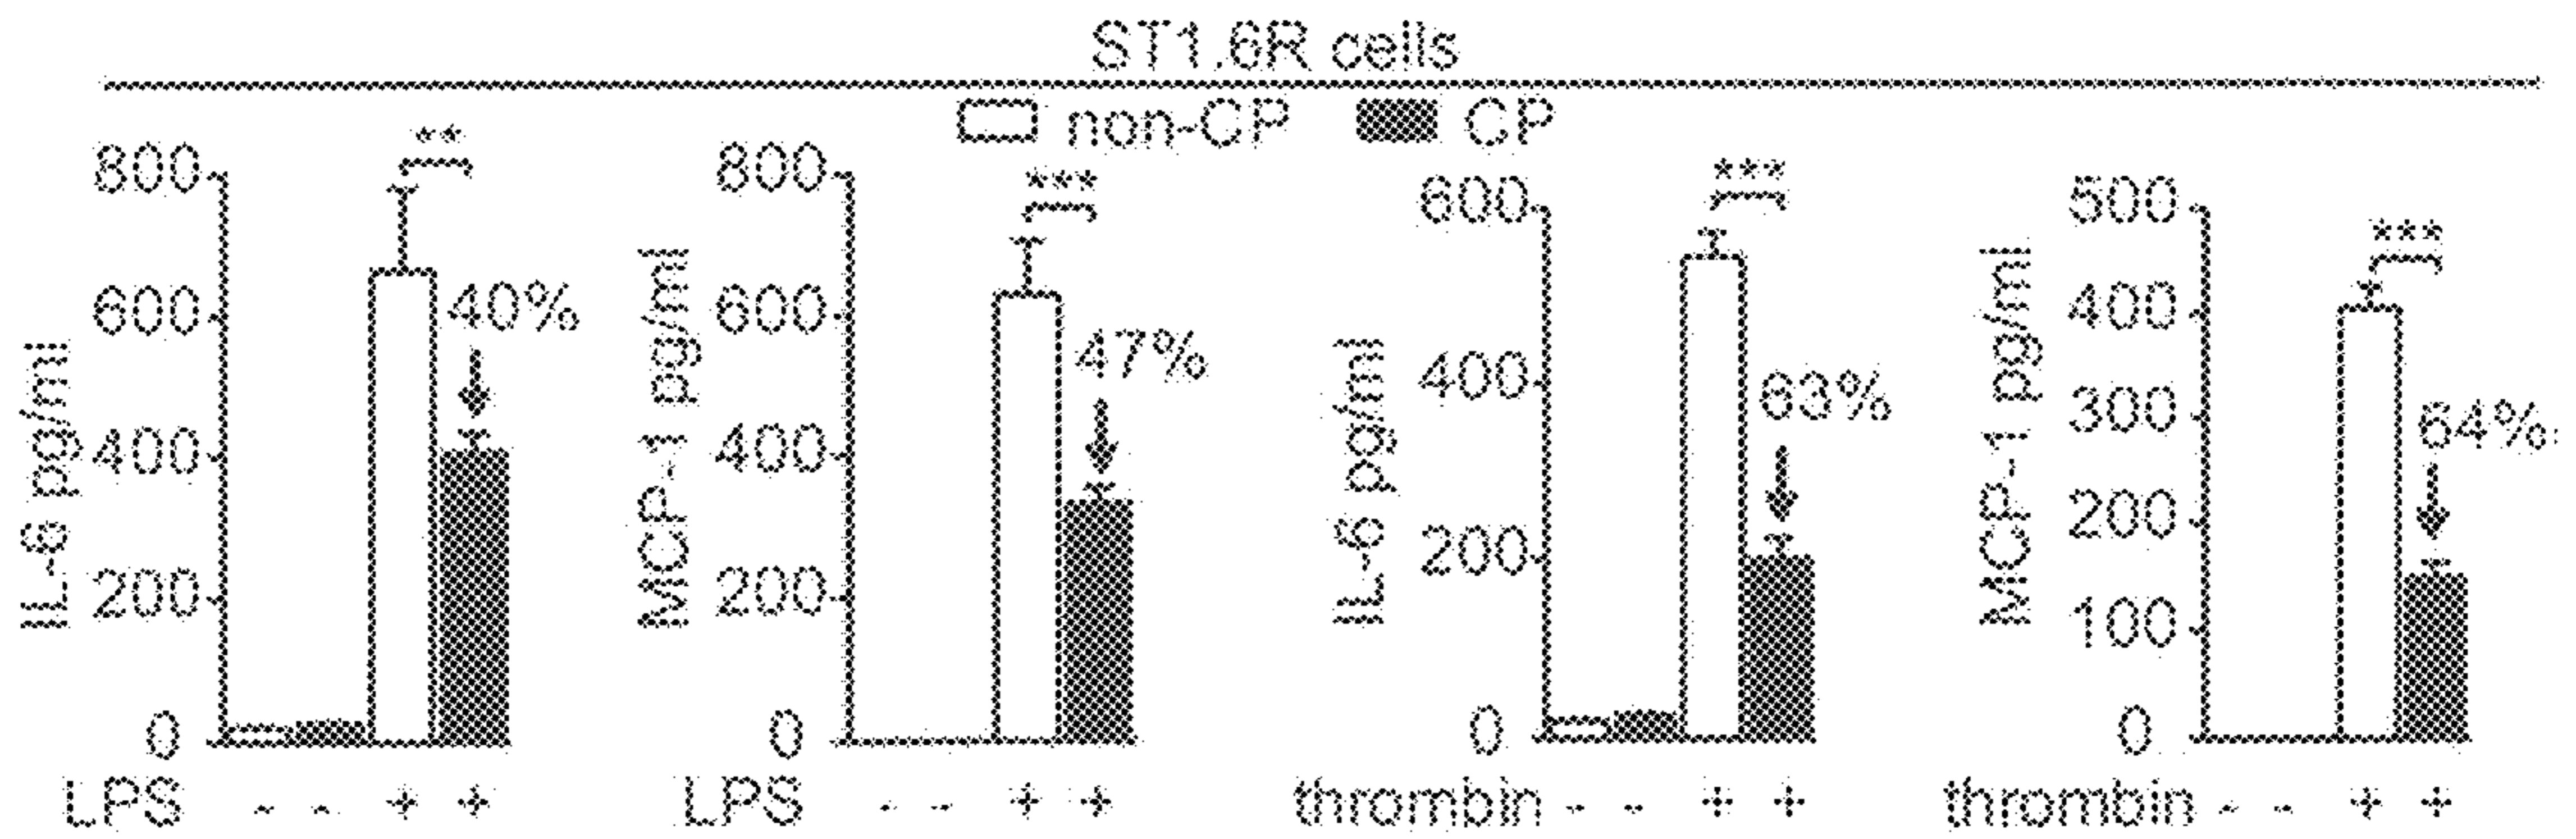 ST1.6R cells
non-CP CP
IL-6 pg/ml
800
600
400
200
0
**
40%
LPS - - + +
MCP-1 pg/ml
800
600
400
200
0
***
47%
LPS - - + +
IL-6 pg/ml
600
400
200
0
***
63%
thrombin - - + +
MCP-1 pg/ml
500
400
300
200
100
0
***
64%
thrombin - - + +